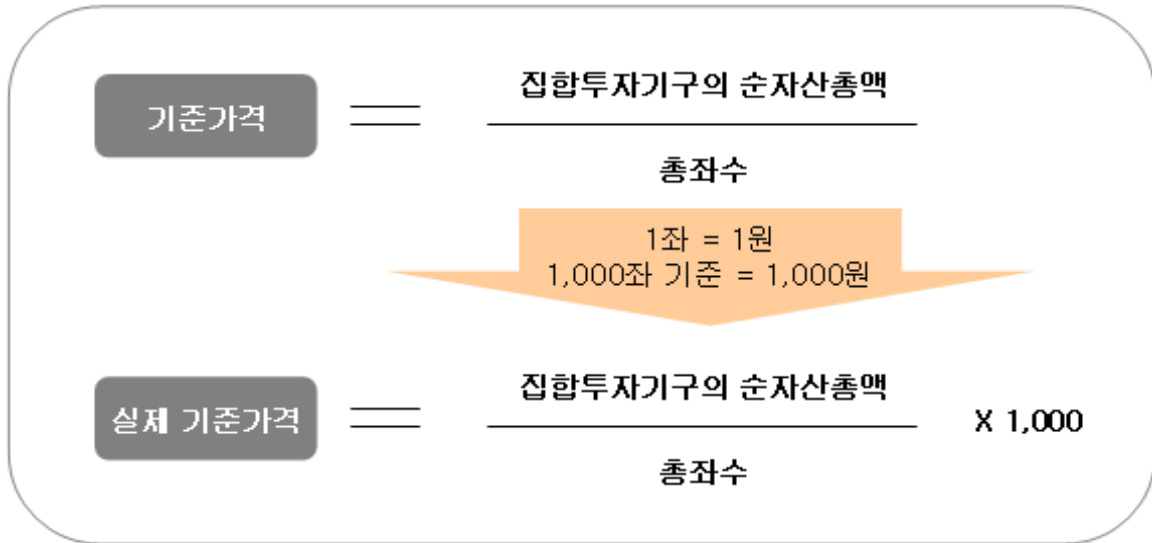 집합투자기구의 순자산총액
기준가격
총좌수
1좌 = 1원
1,000좌 기준 = 1,000원
집합투자기구의 순자산총액
실제 기준가격
X 1,000
총좌수